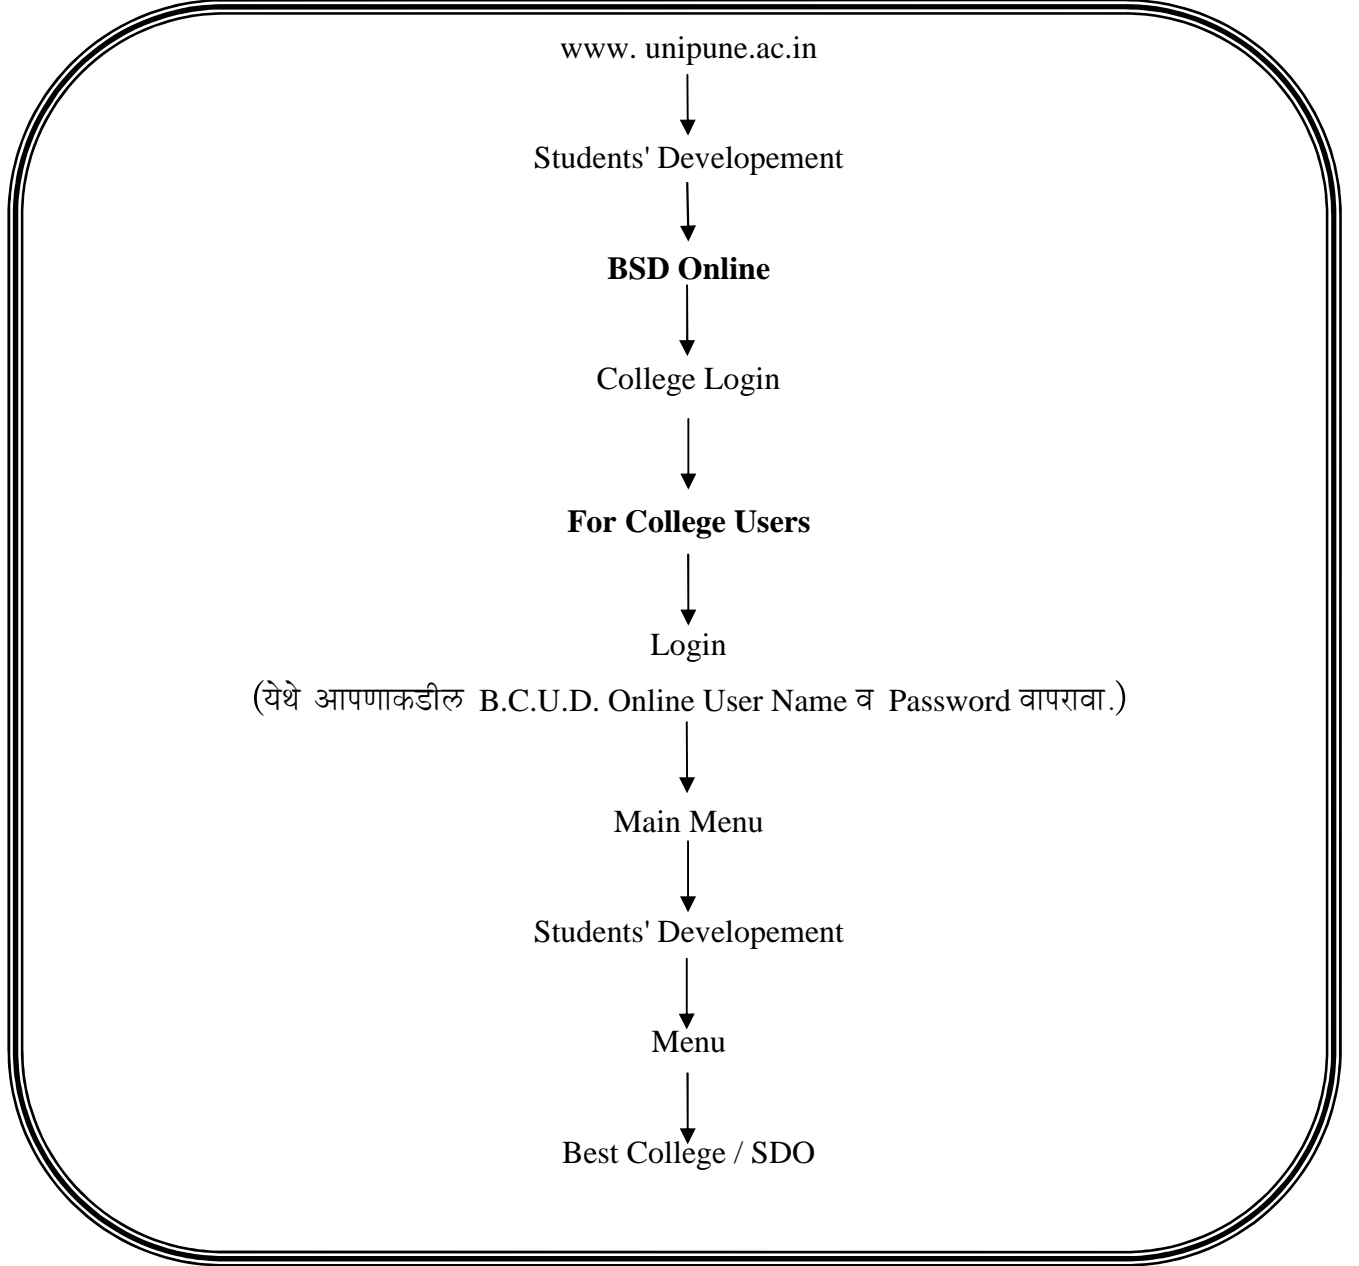 www. unipune.ac.in
Students' Developement
BSD Online
College Login
For College Users
Login
(येथे आपणाकडील B.C.U.D. Online User Name व Password वापरावा.)
Main Menu
Students' Developement
Menu
Best College / SDO